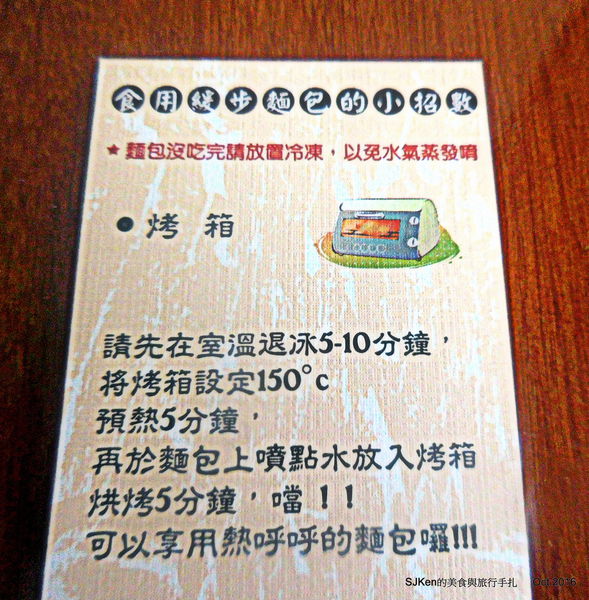 食用緩步麵包的小招數
★麵包沒吃完請放置冷凍，以免水氣蒸發唷
●烤 箱
請先在室溫退冰5-10分鐘，
將烤箱設定150°c
預熱5分鐘，
再於麵包上噴點水放入烤箱
烘烤5分鐘，噹！！
可以享用熱呼呼的麵包囉!!!
SJKen的美食與旅行手扎 Oct 2016